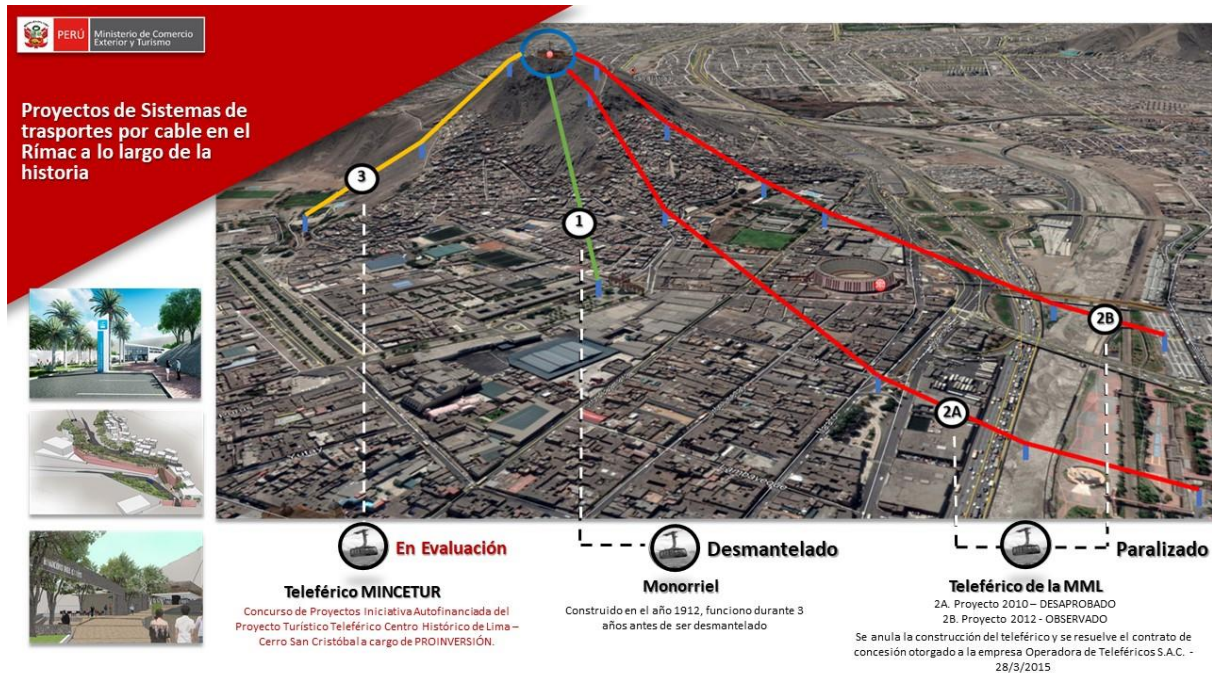 PERÚ
Ministerio de Comercio
Exterior y Turismo
Proyectos de Sistemas de
trasportes por cable en el
Rímac a lo largo de la
historia
3
1
2B
2A
En Evaluación
Teleférico MINCETUR
Concurso de Proyectos Iniciativa Autofinanciada del
Proyecto Turístico Teleférico Centro Histórico de Lima –
Cerro San Cristóbal a cargo de PROINVERSIÓN.
Desmantelado
Monorriel
Construido en el año 1912, funciono durante 3
años antes de ser desmantelado
Paralizado
Teleférico de la MML
2A. Proyecto 2010 – DESAPROBADO
2B. Proyecto 2012 - OBSERVADO
Se anula la construcción del teleférico y se resuelve el contrato de
concesión otorgado a la empresa Operadora de Teleféricos S.A.C. -
28/3/2015